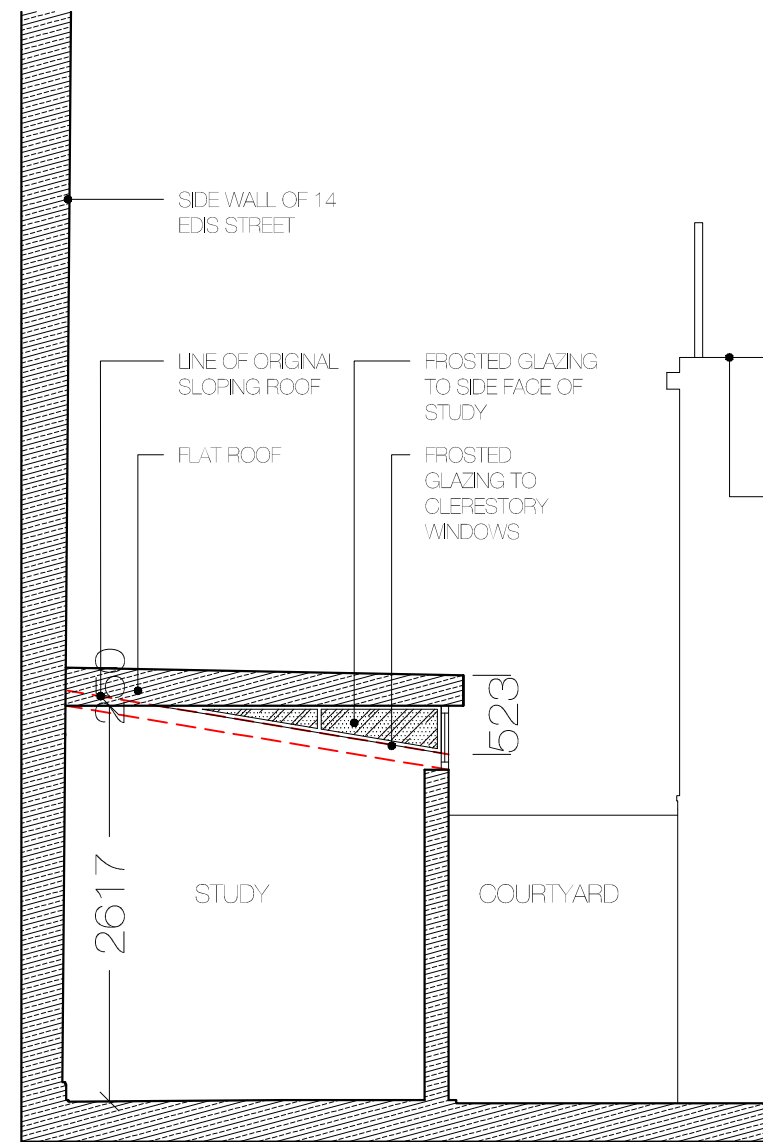 SIDE WALL OF 14
EDIS STREET
LINE OF ORIGINAL
SLOPING ROOF
FROSTED GLAZING
TO SIDE FACE OF
STUDY
FLAT ROOF
FROSTED
GLAZING TO
CLERESTORY
WINDOWS
523
2617
STUDY
COURTYARD